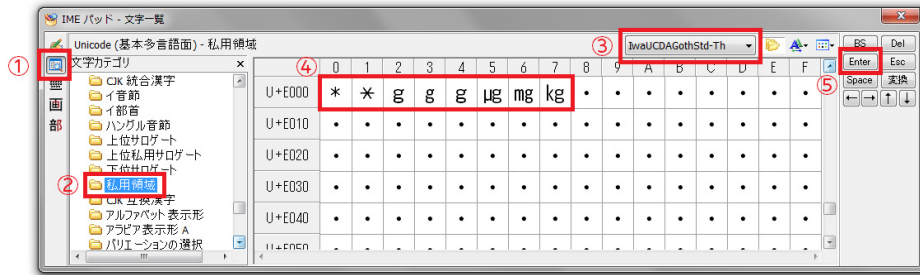 IME パッド - 文字一覧
Unicode (基本多言語面) - 私用領域
③ IwaUCDAGothStd-Th
BS Del
① 文字カテゴリ ×
④ 0 1 2 3 4 5 6 7 8 9 A B C D E F
Enter Esc
⑤ Space 変換
← → ↑ ↓
画
部
CJK 統合漢字
イ音節
イ部首
ハングル音節
上位サロゲート
上位私用サロゲート
下位サロゲート
② 私用領域
CJK 互換漢字
アルファベット表示形
アラビア表示形 A
バリエーションの選択
U+E000 * g g g µg mg kg
U+E010
U+E020
U+E030
U+E040
U+E050